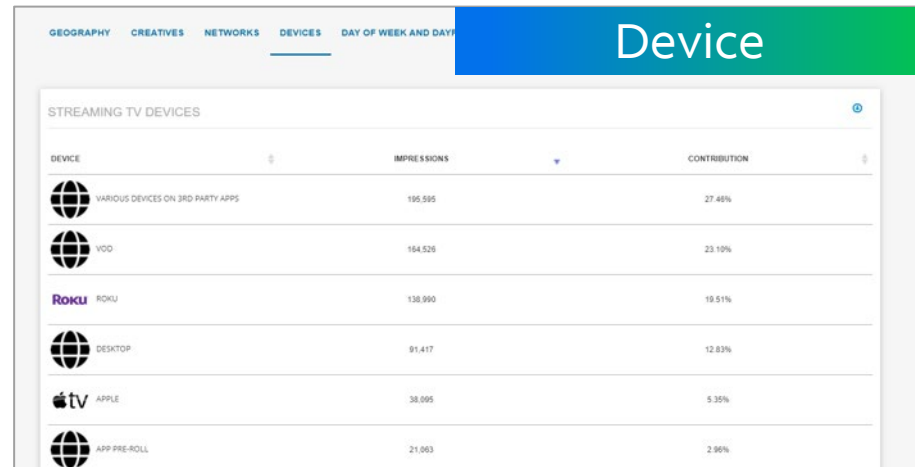 GEOGRAPHY CREATIVES NETWORKS DEVICES DAY OF WEEK AND DAYP
Device
STREAMING TV DEVICES
DEVICE IMPRESSIONS CONTRIBUTION
VARIOUS DEVICES ON 3RD PARTY APPS 195,595 27.46%
VOD 164,526 23.10%
ROKU ROKU 138,990 19.51%
DESKTOP 91,417 12.83%
tv APPLE 38,095 5.35%
APP PRE-ROLL 21,063 2.96%